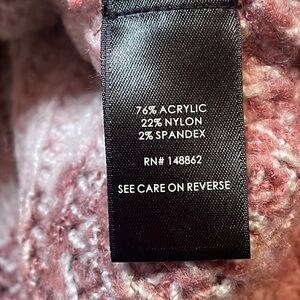 76% ACRYLIC
22% NYLON
2% SPANDEX
RN# 148862
SEE CARE ON REVERSE